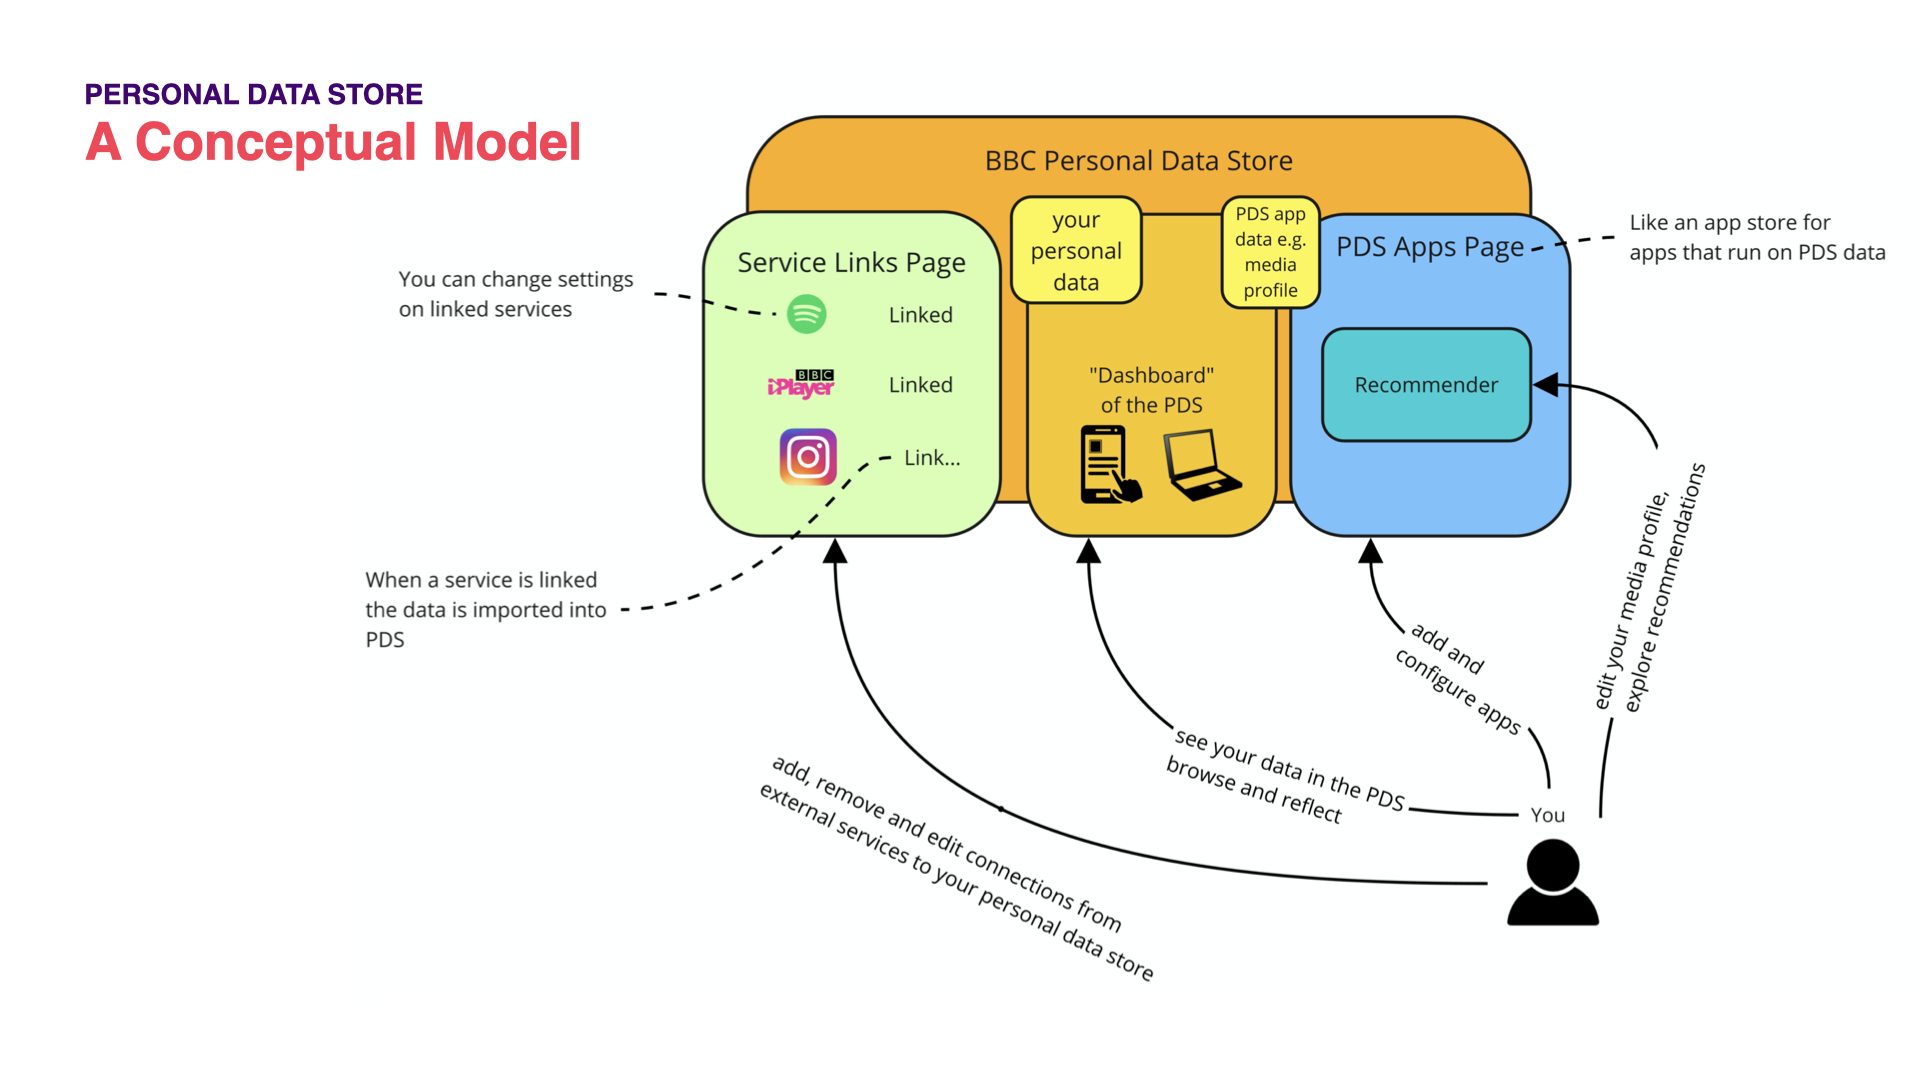 PERSONAL DATA STORE
A Conceptual Model
BBC Personal Data Store
your
personal
data
PDS app
data e.g.
media
profile
Service Links Page
Linked
BBC
iPlayer
Linked
Link...
"Dashboard"
of the PDS
PDS Apps Page
Recommender
Like an app store for
apps that run on PDS data
You can change settings
on linked services
When a service is linked
the data is imported into
PDS
add, remove and edit connections from
external services to your personal data store
see your data in the PDS
browse and reflect
add and
configure apps
edit your media profile,
explore recommendations
You